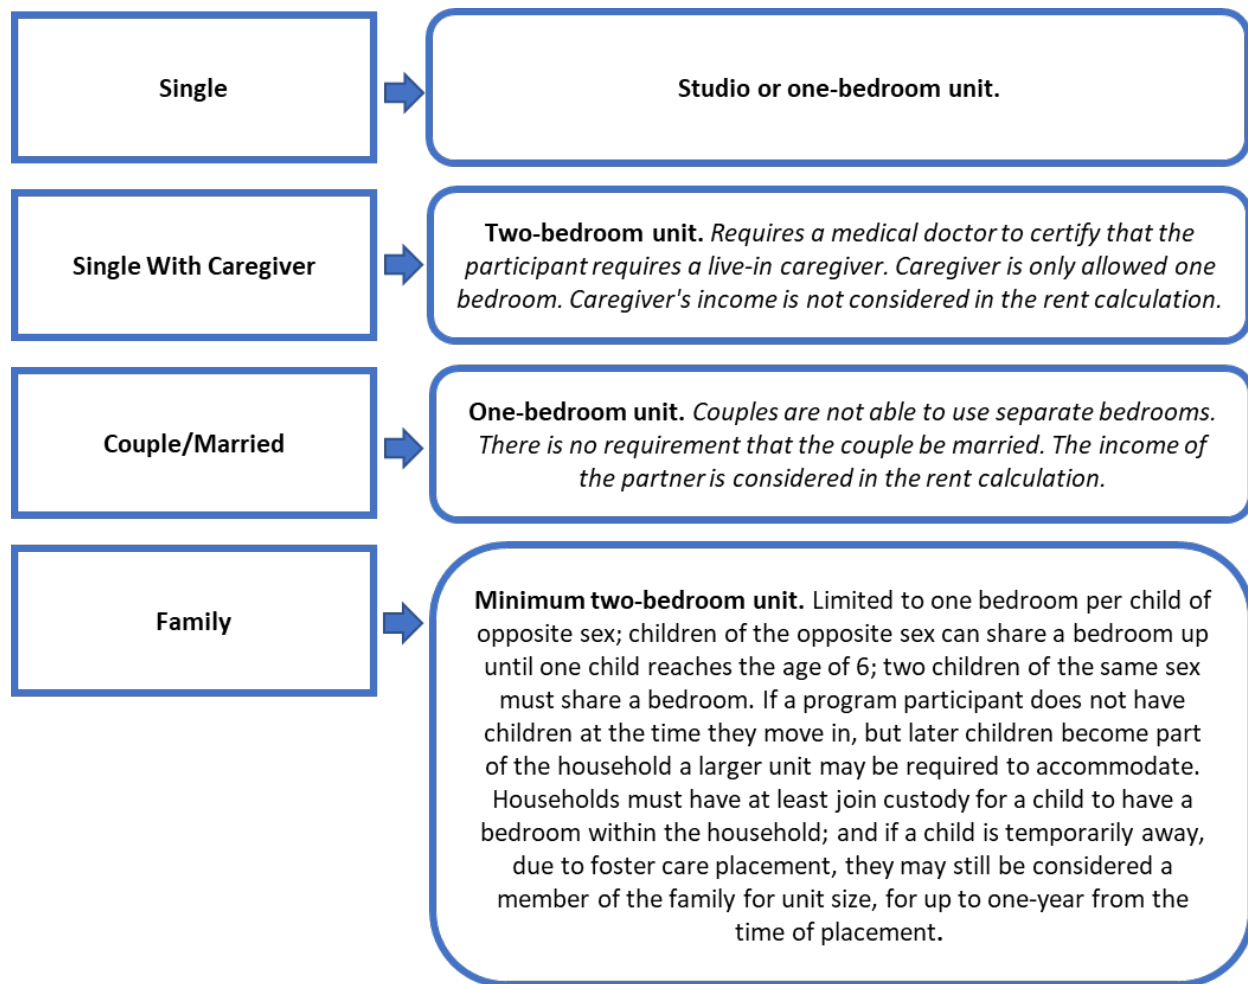 Single
Studio or one-bedroom unit.
Single With Caregiver
Two-bedroom unit. Requires a medical doctor to certify that the
participant requires a live-in caregiver. Caregiver is only allowed one
bedroom. Caregiver's income is not considered in the rent calculation.
Couple/Married
One-bedroom unit. Couples are not able to use separate bedrooms.
There is no requirement that the couple be married. The income of
the partner is considered in the rent calculation.
Family
Minimum two-bedroom unit. Limited to one bedroom per child of
opposite sex; children of the opposite sex can share a bedroom up
until one child reaches the age of 6; two children of the same sex
must share a bedroom. If a program participant does not have
children at the time they move in, but later children become part
of the household a larger unit may be required to accommodate.
Households must have at least join custody for a child to have a
bedroom within the household; and if a child is temporarily away,
due to foster care placement, they may still be considered a
member of the family for unit size, for up to one-year from the
time of placement.